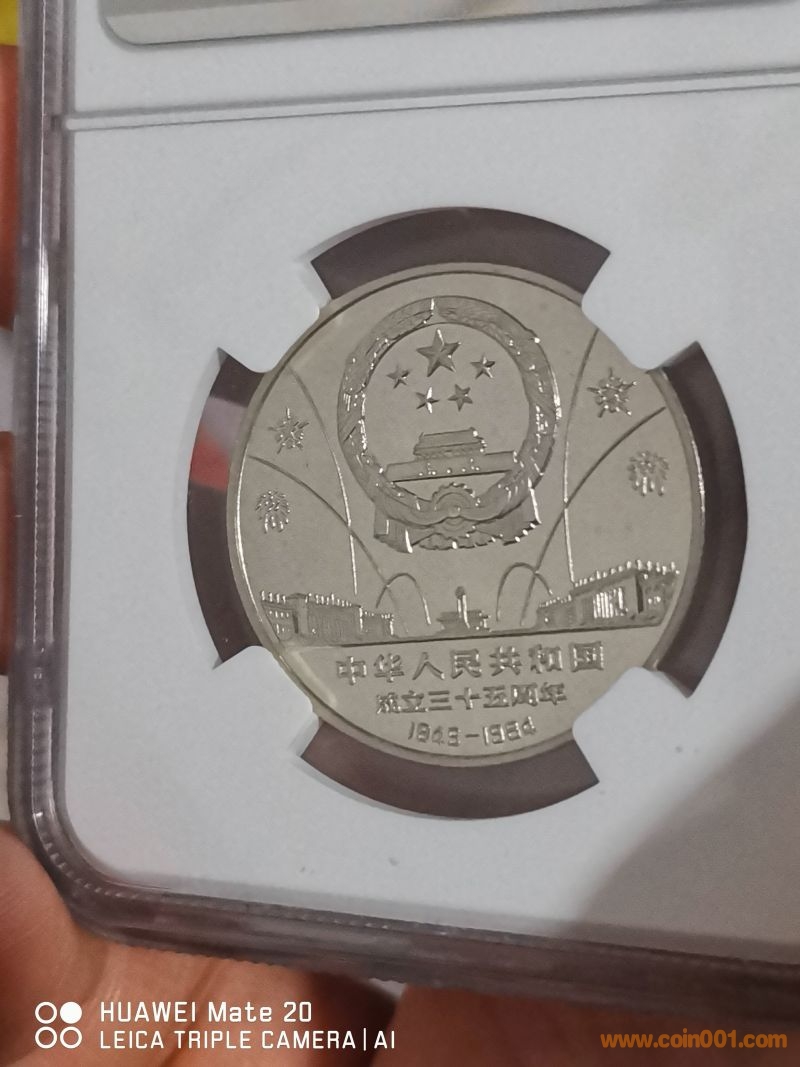 中华人民共和国
成立三十五周年
1949-1984
HUAWEI Mate 20
LEICA TRIPLE CAMERA|AI
www.coin001.com